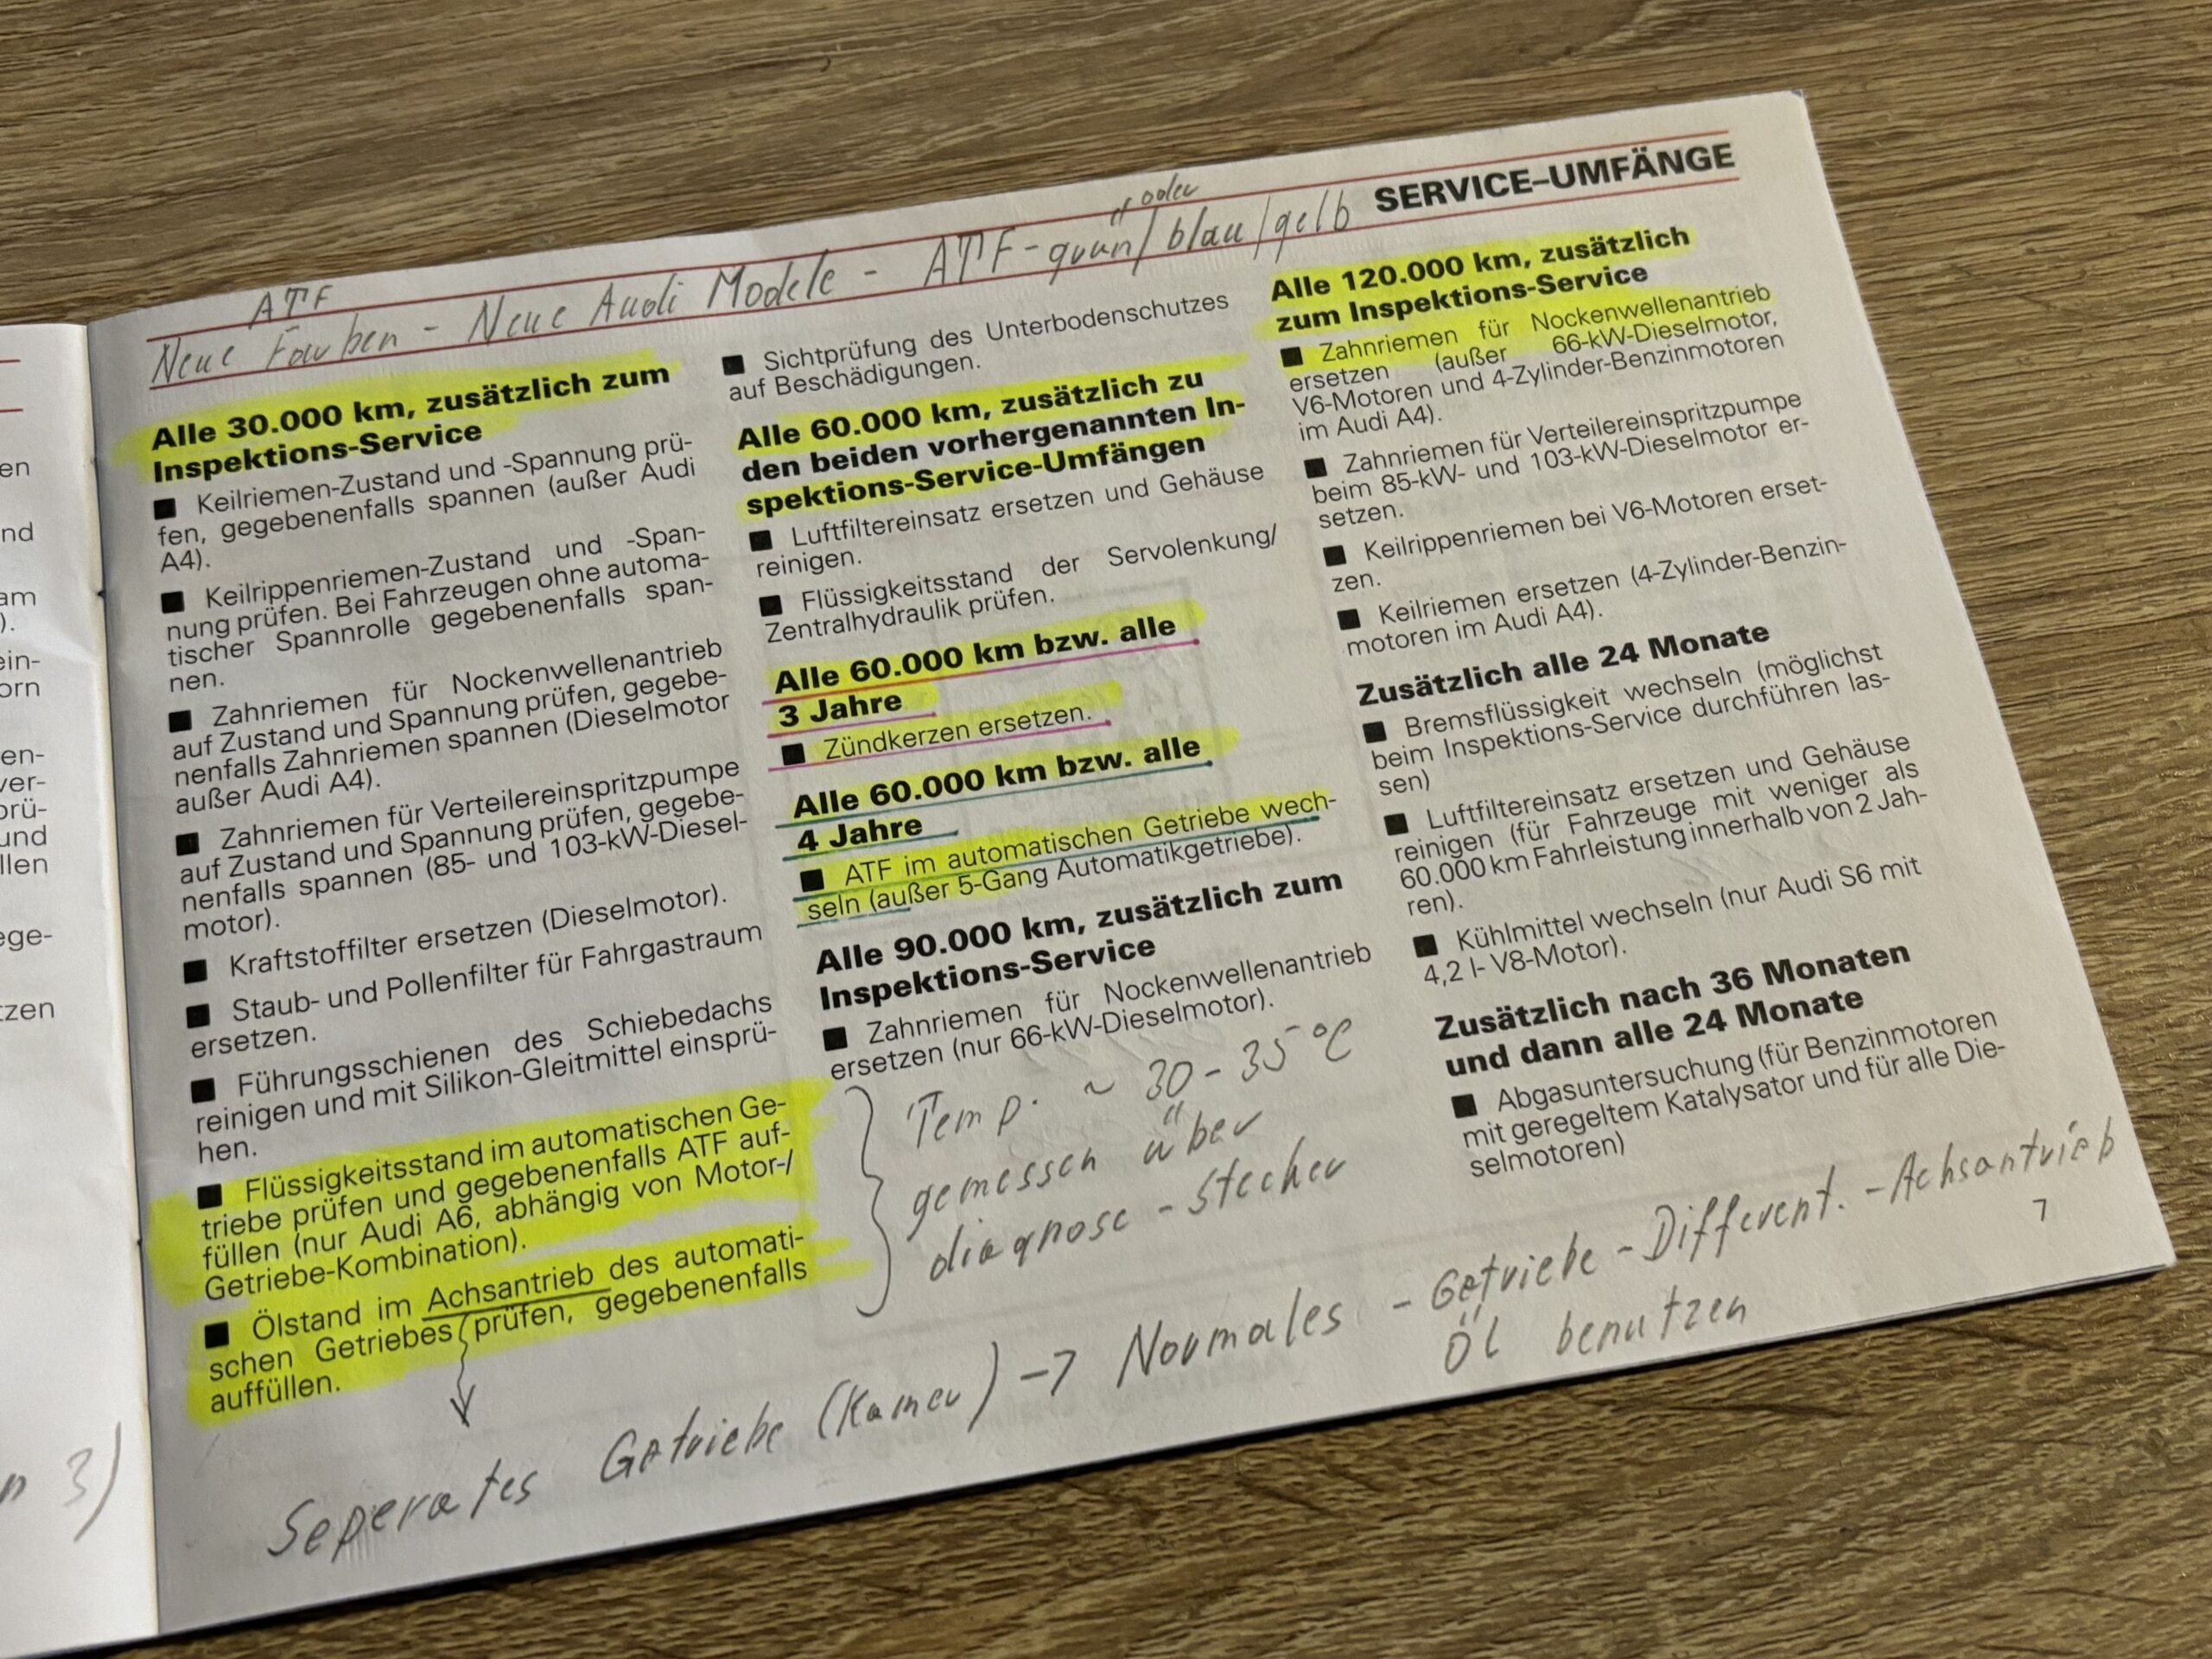 SERVICE–UMFÄNGE
ATF
oder
Neue Farben - Neue Audi Modele - ATF-grün/blau/gelb
Alle 30.000 km, zusätzlich zum
Inspektions-Service
■ Keilriemen-Zustand und -Spannung prü-
fen, gegebenenfalls spannen (außer Audi
A4).
■ Keilrippenriemen-Zustand und -Span-
nung prüfen. Bei Fahrzeugen ohne automa-
tischer Spannrolle gegebenenfalls span-
nen.
■ Zahnriemen für Nockenwellenantrieb
auf Zustand und Spannung prüfen, gegebe-
nenfalls Zahnriemen spannen (Dieselmotor
außer Audi A4).
■ Zahnriemen für Verteilereinspritzpumpe
auf Zustand und Spannung prüfen, gegebe-
nenfalls spannen (85- und 103-kW-Diesel-
motor).
■ Kraftstoffilter ersetzen (Dieselmotor).
■ Staub- und Pollenfilter für Fahrgastraum
ersetzen.
■ Führungsschienen des Schiebedachs
reinigen und mit Silikon-Gleitmittel einsprü-
hen.
■ Flüssigkeitsstand im automatischen Ge-
triebe prüfen und gegebenenfalls ATF auf-
füllen (nur Audi A6, abhängig von Motor-/
Getriebe-Kombination).
■ Ölstand im Achsantrieb des automati-
schen Getriebes prüfen, gegebenenfalls
auffüllen.
■ Sichtprüfung des Unterbodenschutzes
auf Beschädigungen.
Alle 60.000 km, zusätzlich zu
den beiden vorhergenannten In-
spektions-Service-Umfängen
■ Luftfiltereinsatz ersetzen und Gehäuse
reinigen.
■ Flüssigkeitsstand der Servolenkung/
Zentralhydraulik prüfen.
Alle 60.000 km bzw. alle
3 Jahre
■ Zündkerzen ersetzen.
Alle 60.000 km bzw. alle
4 Jahre
■ ATF im automatischen Getriebe wech-
seln (außer 5-Gang Automatikgetriebe).
Alle 90.000 km, zusätzlich zum
Inspektions-Service
■ Zahnriemen für Nockenwellenantrieb
ersetzen (nur 66-kW-Dieselmotor).
Temp. ~ 30 - 35 °C
gemessen über
diagnose - stecker
Alle 120.000 km, zusätzlich
zum Inspektions-Service
■ Zahnriemen für Nockenwellenantrieb
ersetzen (außer 66-kW-Dieselmotor,
V6-Motoren und 4-Zylinder-Benzinmotoren
im Audi A4).
■ Zahnriemen für Verteilereinspritzpumpe
beim 85-kW- und 103-kW-Dieselmotor er-
setzen.
■ Keilrippenriemen bei V6-Motoren erset-
zen.
■ Keilriemen ersetzen (4-Zylinder-Benzin-
motoren im Audi A4).
Zusätzlich alle 24 Monate
■ Bremsflüssigkeit wechseln (möglichst
beim Inspektions-Service durchführen las-
sen)
■ Luftfiltereinsatz ersetzen und Gehäuse
reinigen (für Fahrzeuge mit weniger als
60.000 km Fahrleistung innerhalb von 2 Jah-
ren).
■ Kühlmittel wechseln (nur Audi S6 mit
4,2 l- V8-Motor).
Zusätzlich nach 36 Monaten
und dann alle 24 Monate
■ Abgasuntersuchung (für Benzinmotoren
mit geregeltem Katalysator und für alle Die-
selmotoren)
7
Seperates Getriebe (Kamer) → Normales - Getriebe - Different. - Achsantrieb
Öl benutzen